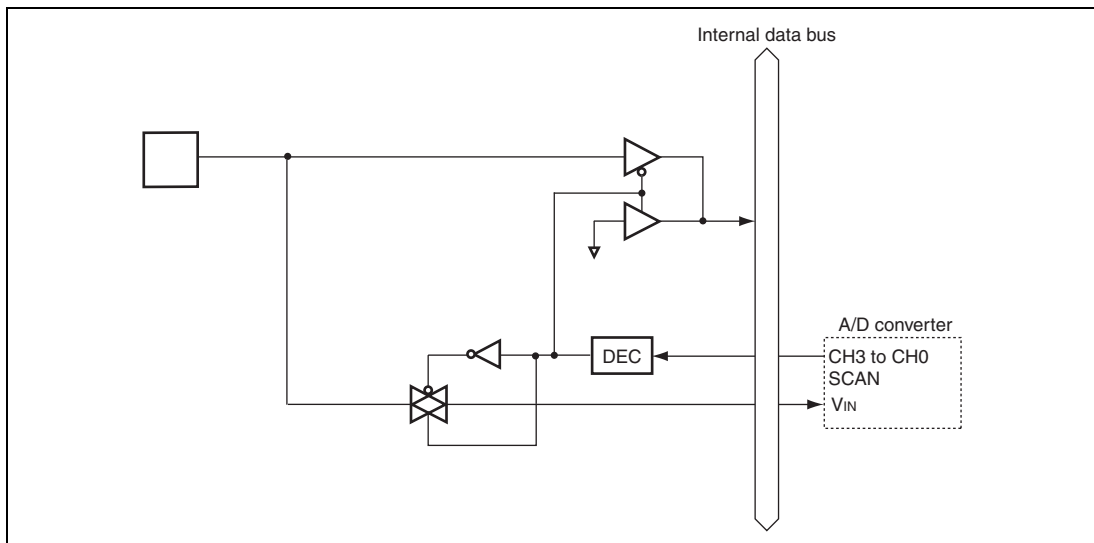 Internal data bus
DEC
A/D converter
CH3 to CH0
SCAN
VIN